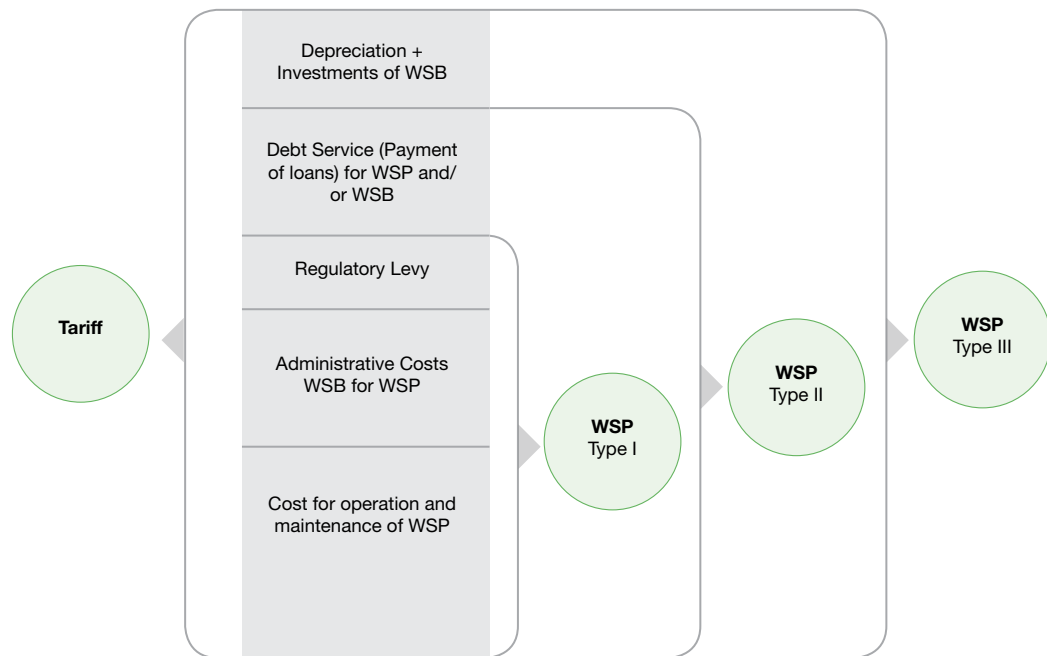 Depreciation +
Investments of WSB
Debt Service (Payment
of loans) for WSP and/
or WSB
Regulatory Levy
Administrative Costs
WSB for WSP
Cost for operation and
maintenance of WSP
Tariff
WSP
Type I
WSP
Type II
WSP
Type III